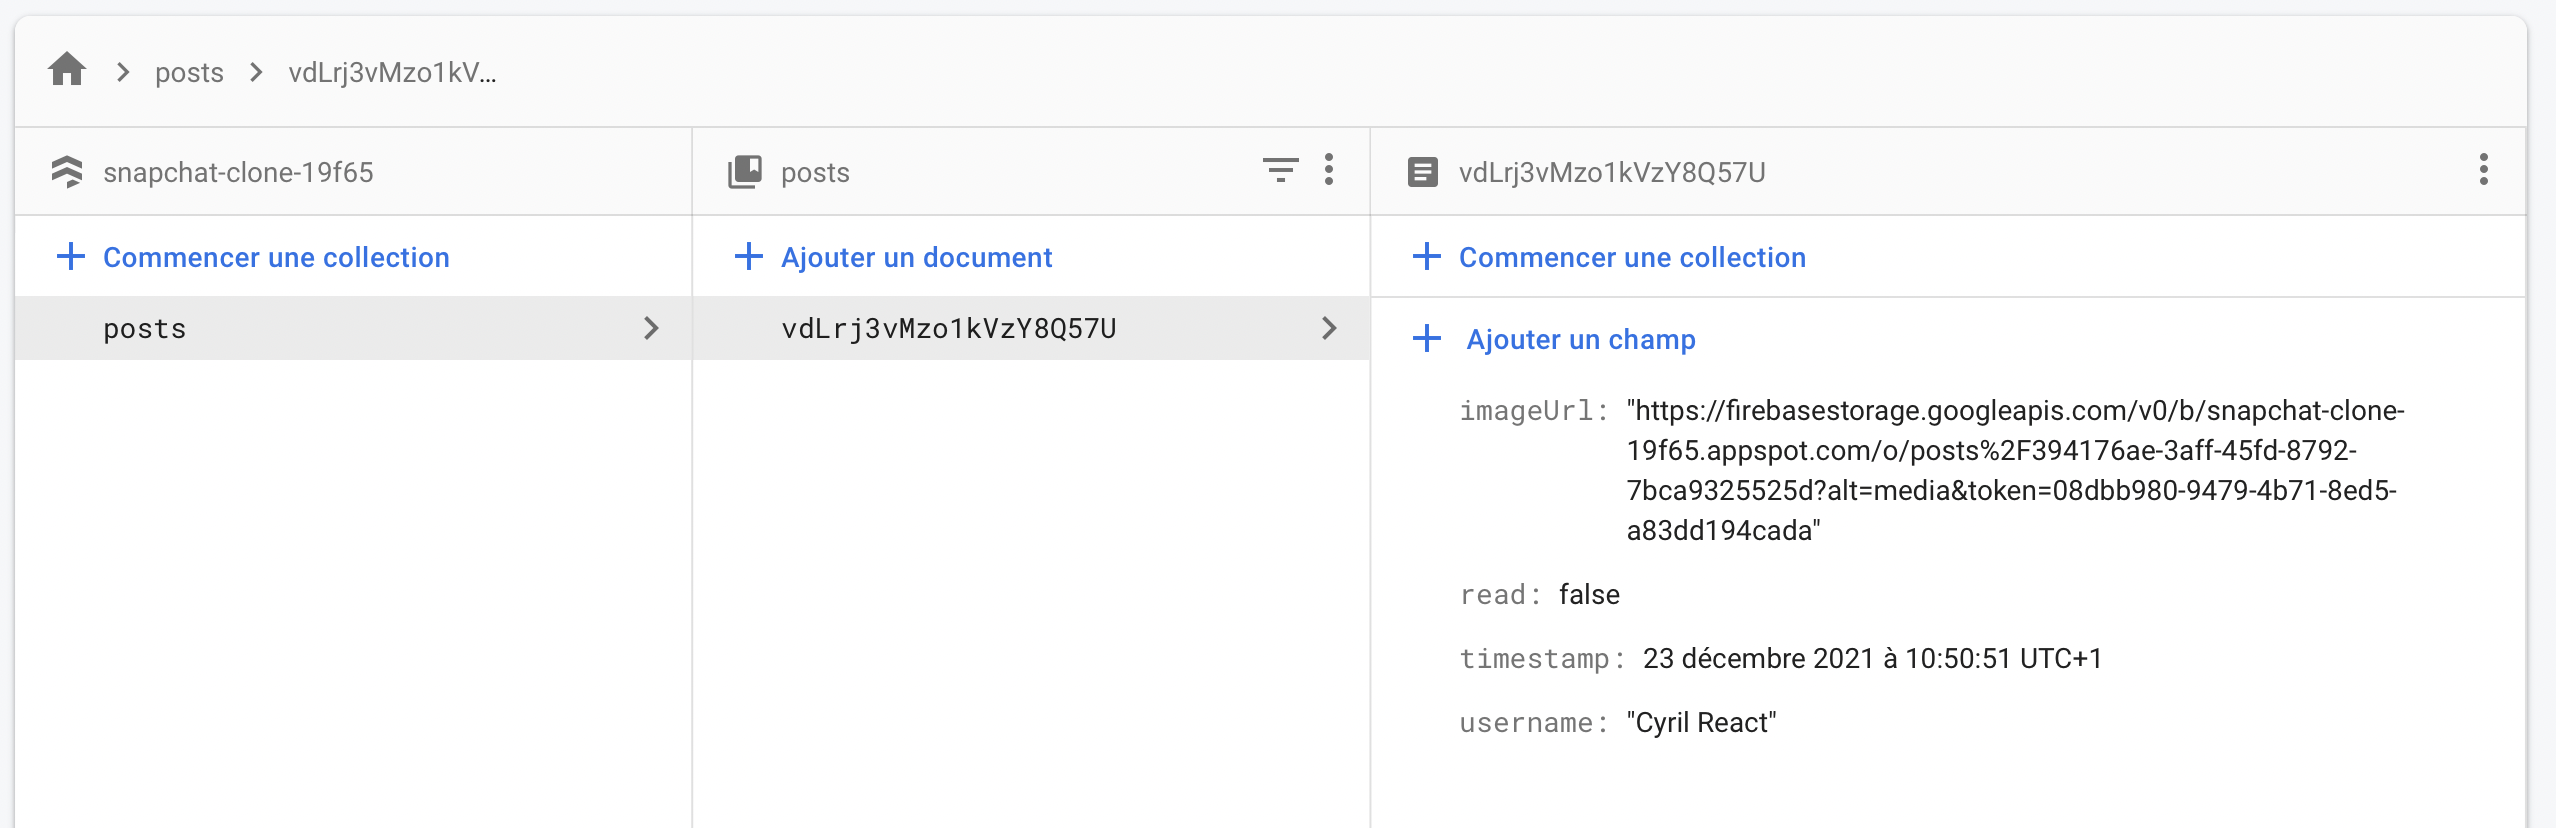 posts
vdLrj3vMzo1kV...
snapchat-clone-19f65
posts
vdLrj3vMzo1kVzY8Q57U
Commencer une collection
Ajouter un document
Commencer une collection
posts
vdLrj3vMzo1kVzY8Q57U
Ajouter un champ
imageUrl: "https://firebasestorage.googleapis.com/v0/b/snapchat-clone-
19f65.appspot.com/o/posts%2F394176ae-3aff-45fd-8792-
7bca9325525d?alt=media&token=08dbb980-9479-4b71-8ed5-
a83dd194cada"
read: false
timestamp: 23 décembre 2021 à 10:50:51 UTC+1
username: "Cyril React"